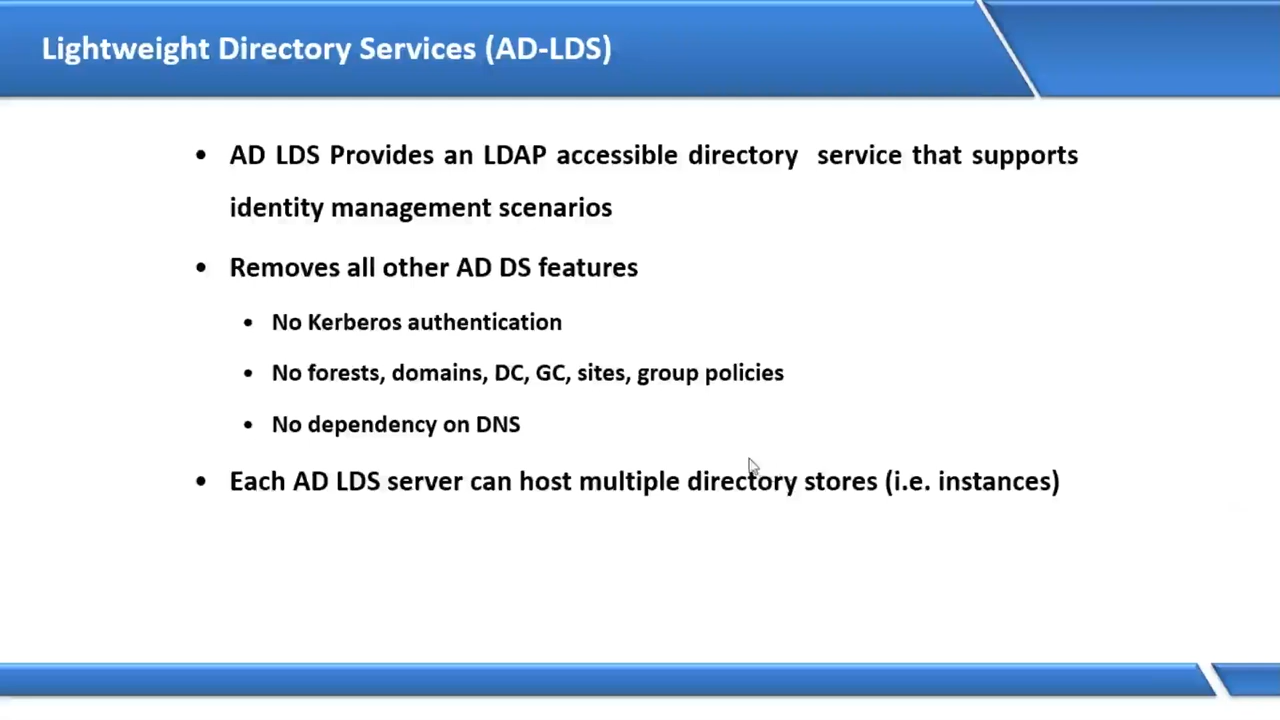 Lightweight Directory Services (AD-LDS)
• AD LDS Provides an LDAP accessible directory  service that supports
identity management scenarios
• Removes all other AD DS features
• No Kerberos authentication
• No forests, domains, DC, GC, sites, group policies
• No dependency on DNS
• Each AD LDS server can host multiple directory stores (i.e. instances)